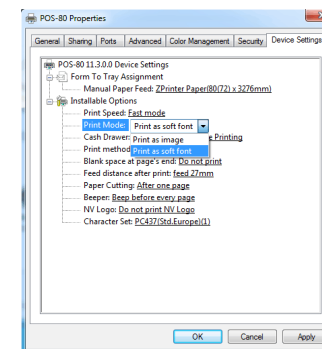 POS-80 Properties
General Sharing Ports Advanced Color Management Security Device Settings
POS-80 11.3.0.0 Device Settings
Form To Tray Assignment
Manual Paper Feed: ZPrinter Paper(80(72) x 3276mm)
Installable Options
Print Speed: Fast mode
Print Mode: Print as soft font
Cash Drawer: Printing
Print as image
Print method
Print as soft font
Blank space at page's end: Do not print
Feed distance after print: feed 27mm
Paper Cutting: After one page
Beeper: Beep before every page
NV Logo: Do not print NV Logo
Character Set: PC437(Std.Europe)(1)
OK Cancel Apply